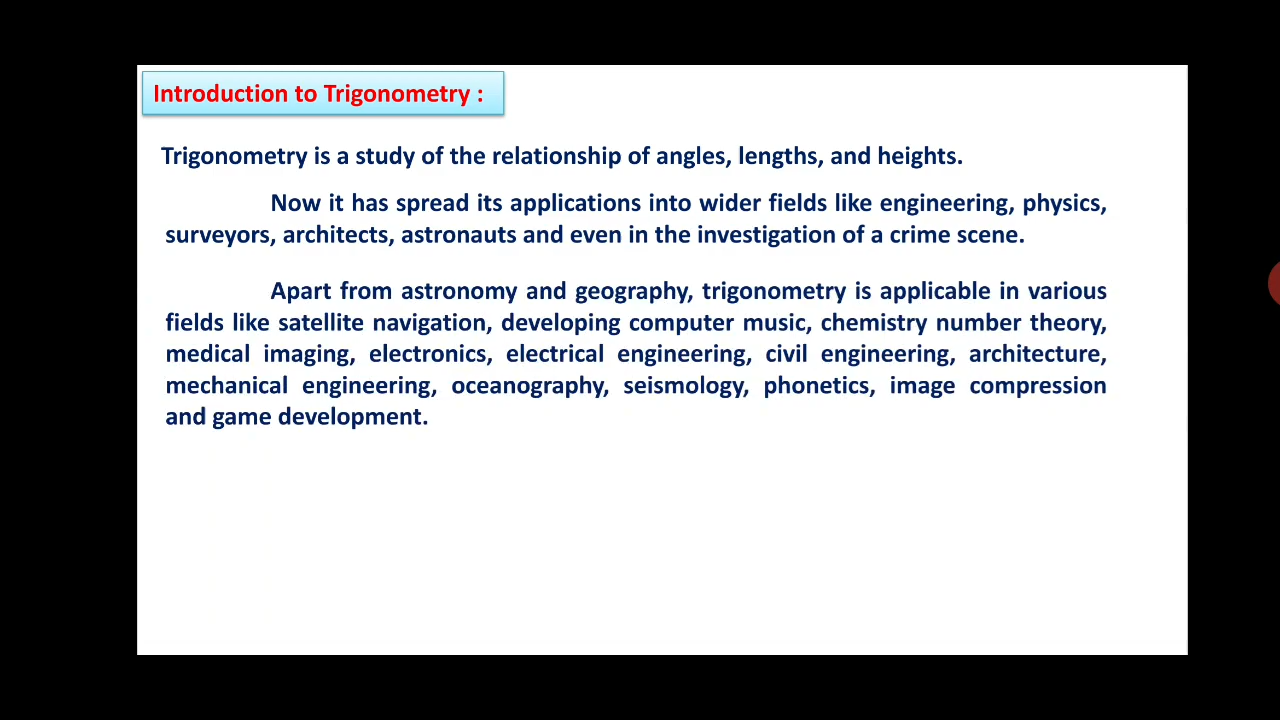 Introduction to Trigonometry :
Trigonometry is a study of the relationship of angles, lengths, and heights.
Now it has spread its applications into wider fields like engineering, physics,
surveyors, architects, astronauts and even in the investigation of a crime scene.
Apart from astronomy and geography, trigonometry is applicable in various
fields like satellite navigation, developing computer music, chemistry number theory,
medical imaging, electronics, electrical engineering, civil engineering, architecture,
mechanical engineering, oceanography, seismology, phonetics, image compression
and game development.